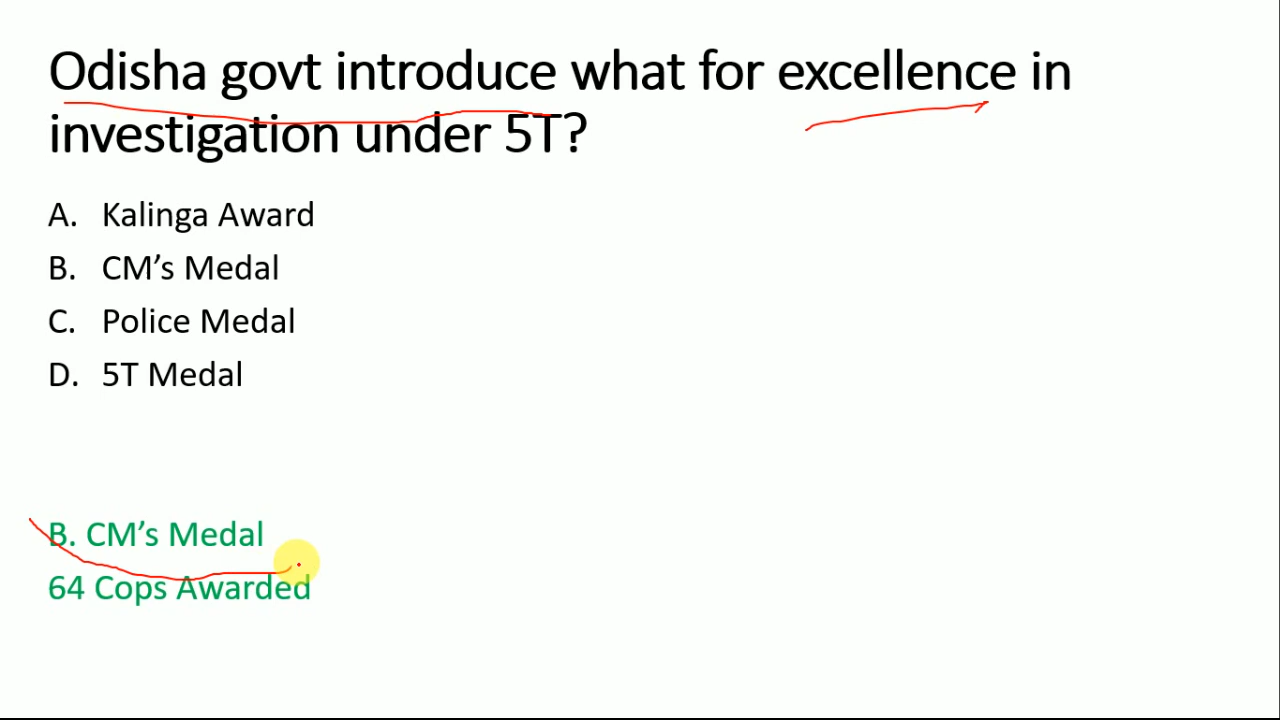 Odisha govt introduce what for excellence in
investigation under 5T?
A. Kalinga Award
B. CM’s Medal
C. Police Medal
D. 5T Medal
B. CM’s Medal
64 Cops Awarded